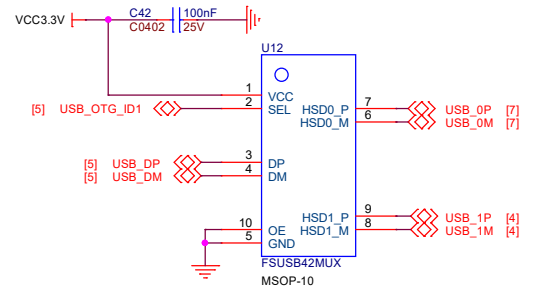 C42 100nF
VCC3.3V
C0402 25V
U12
1 VCC
[5] USB_OTG_ID1 2 SEL
HSD0_P 7 USB_0P [7]
HSD0_M 6 USB_0M [7]
[5] USB_DP 3 DP
[5] USB_DM 4 DM
HSD1_P 9 USB_1P [4]
10 OE HSD1_M 8 USB_1M [4]
5 GND
FSUSB42MUX
MSOP-10